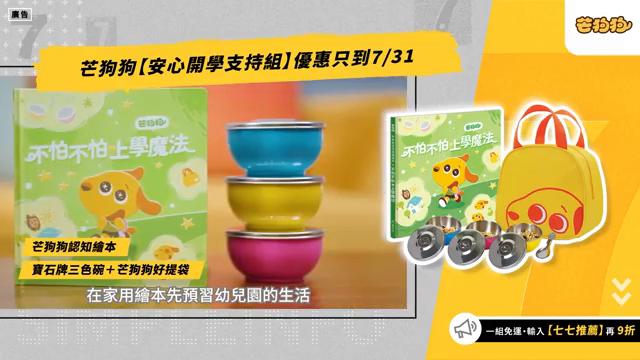 廣告
芒狗狗
芒狗狗【安心開學支持組】優惠只到7/31
芒狗狗
不怕不怕上學魔法
芒狗狗
不怕不怕上學魔法
芒狗狗認知繪本
寶石牌三色碗+芒狗狗好提袋
在家用繪本先預習幼兒園的生活
一組免運・輸入【七七推薦】再9折